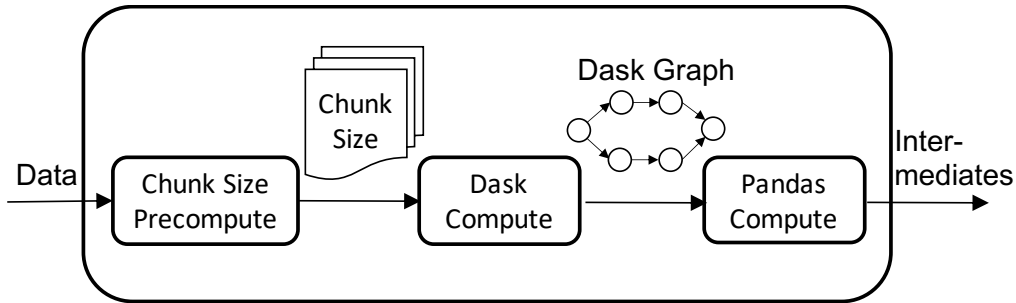 Data
Chunk Size
Precompute
Chunk
Size
Dask
Compute
Dask Graph
Pandas
Compute
Inter-
mediates